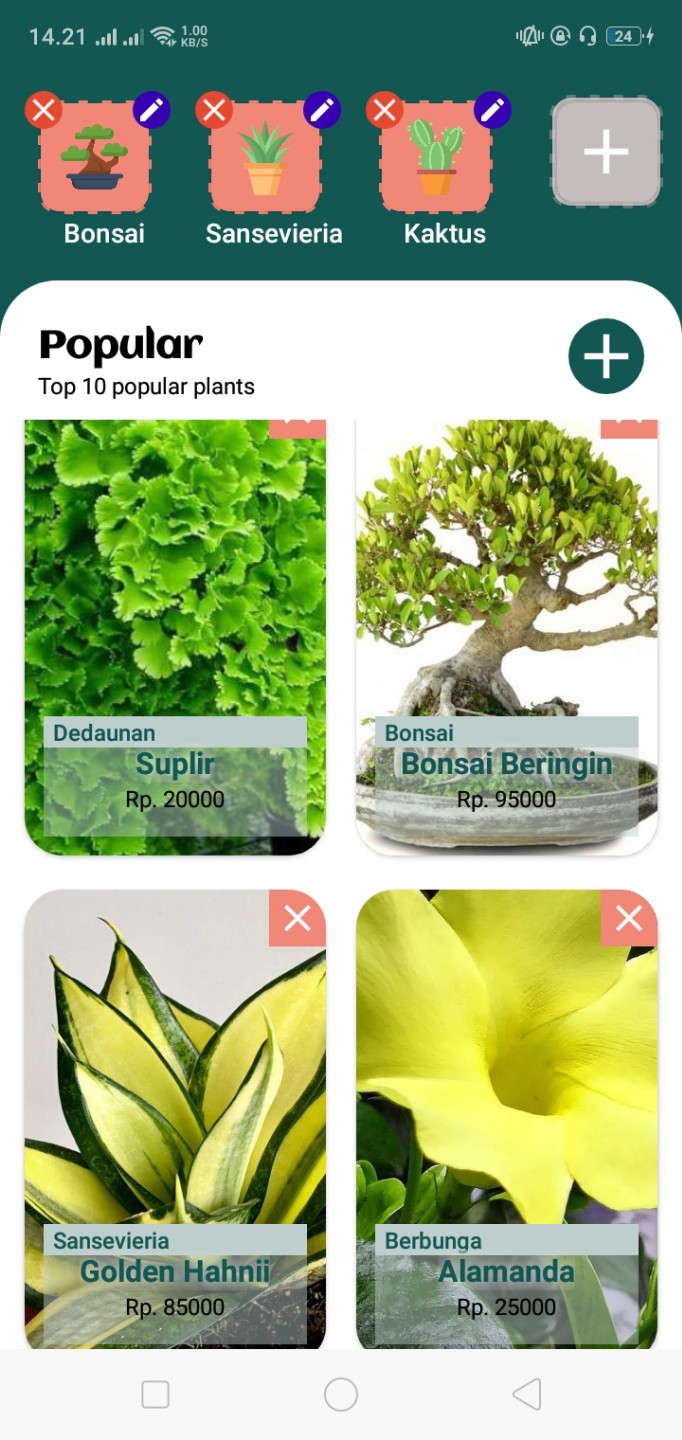 14.21
1.00
KB/S
24
Bonsai
Sansevieria
Kaktus
Popular
Top 10 popular plants
Dedaunan
Suplir
Rp. 20000
Bonsai
Bonsai Beringin
Rp. 95000
Sansevieria
Golden Hahnii
Rp. 85000
Berbunga
Alamanda
Rp. 25000